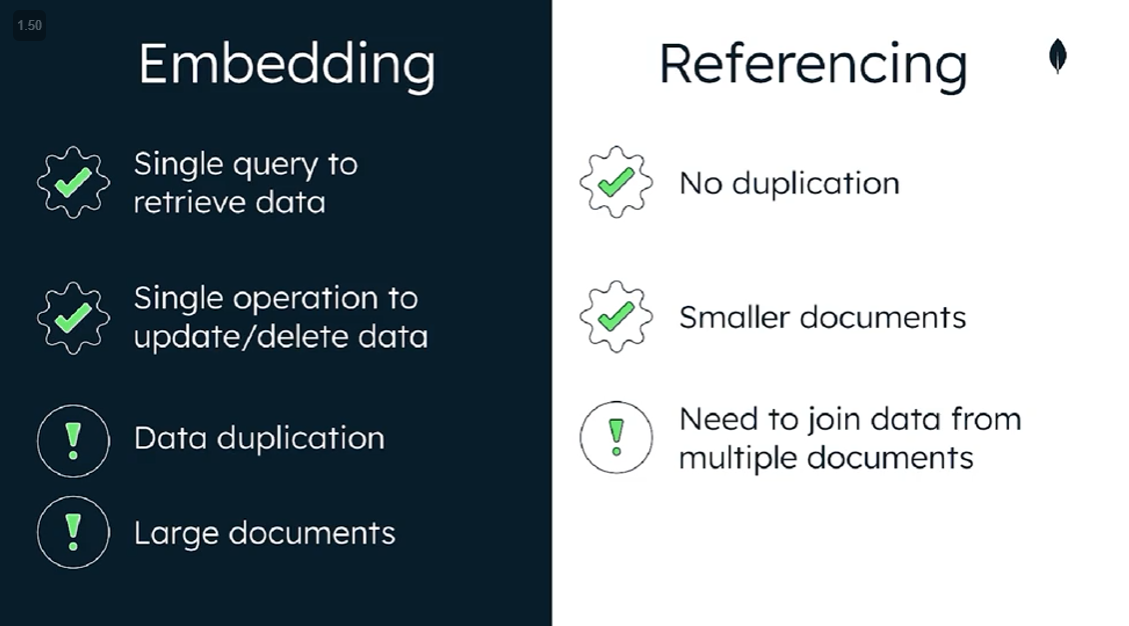 1.50
Embedding
Single query to
retrieve data
Single operation to
update/delete data
Data duplication
Large documents
Referencing
No duplication
Smaller documents
Need to join data from
multiple documents